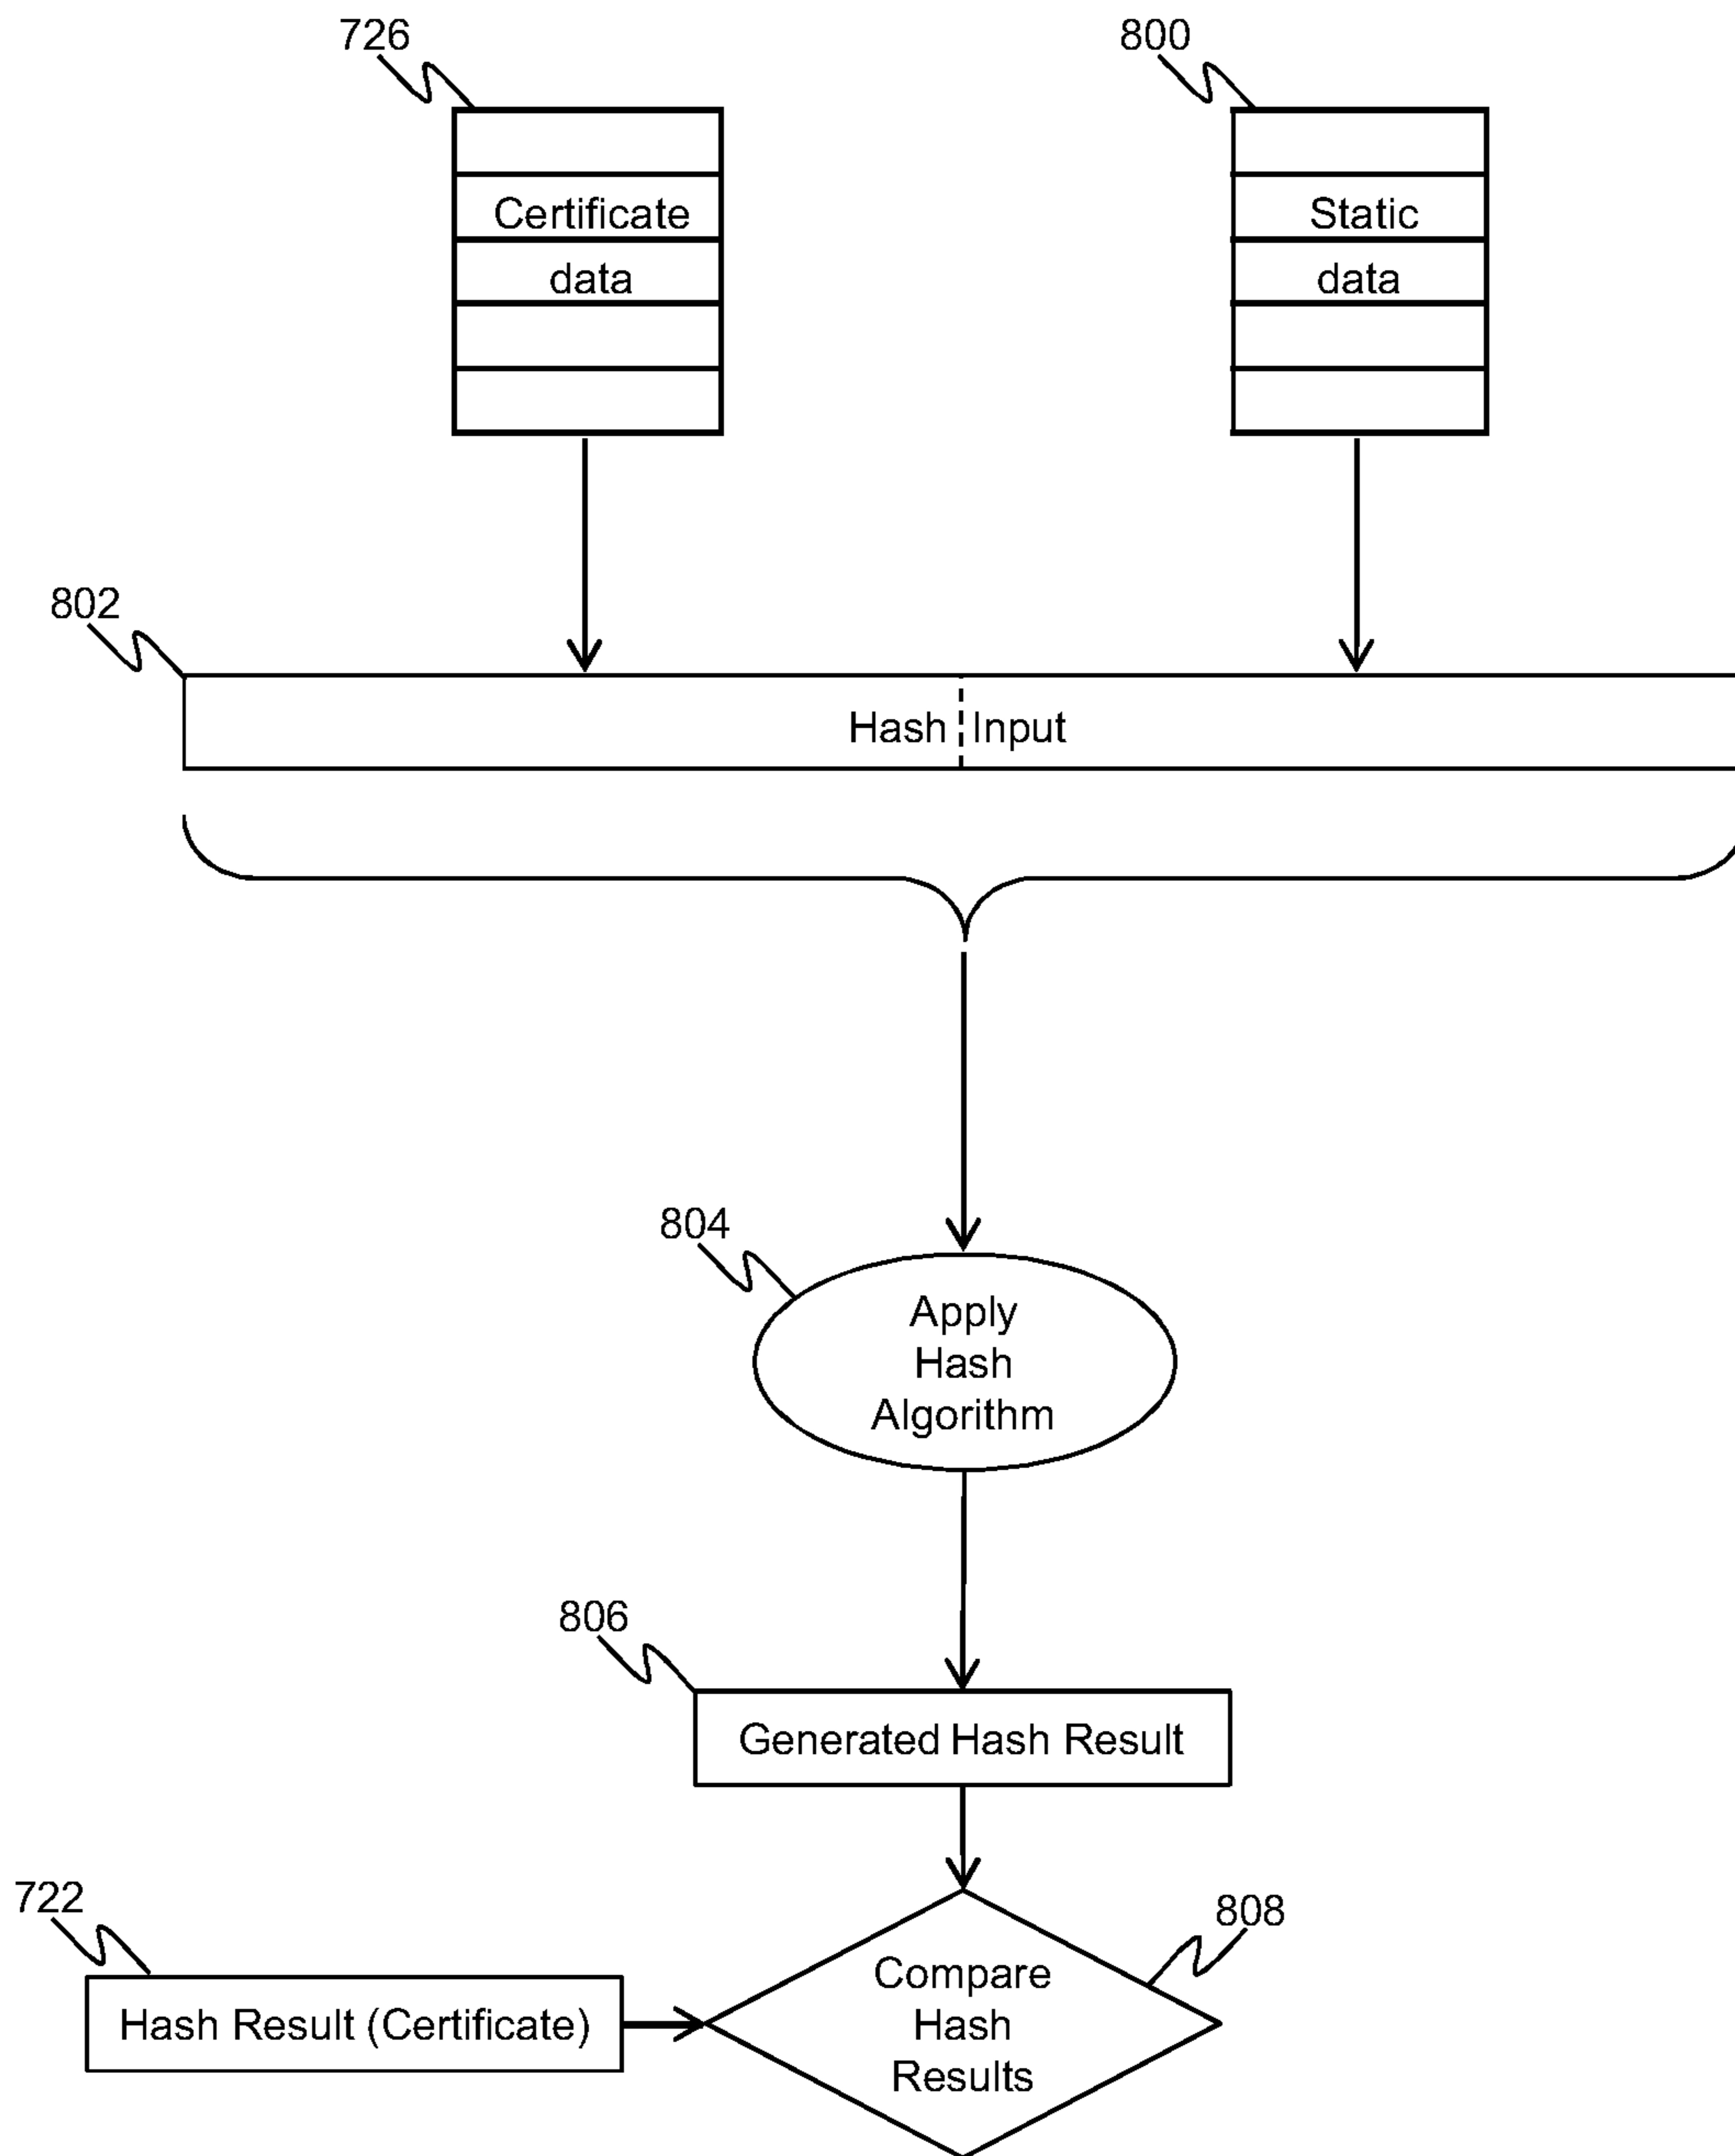 726
800
Certificate
data
Static
data
802
Hash Input
804
Apply
Hash
Algorithm
806
Generated Hash Result
722
808
Hash Result (Certificate)
Compare
Hash
Results